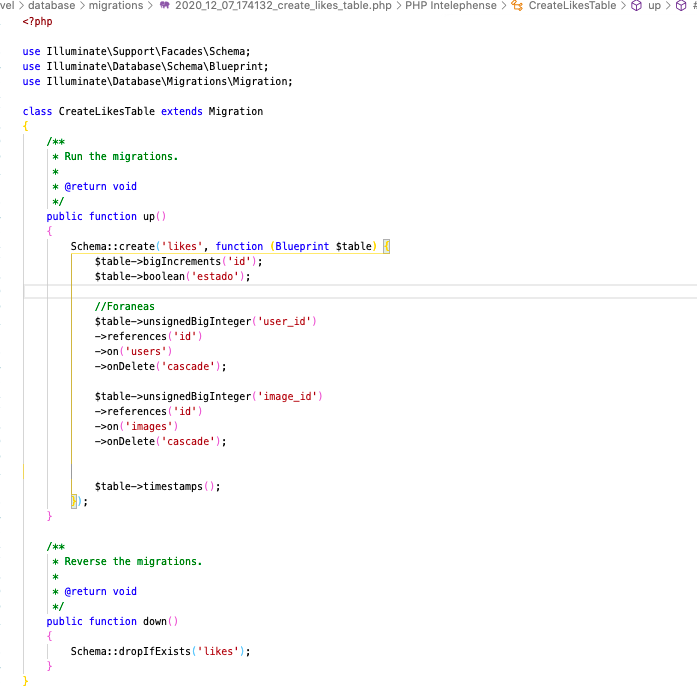 vel > database > migrations > 2020_12_07_174132_create_likes_table.php > PHP Intelephense > CreateLikesTable > up >
<?php
use Illuminate\Support\Facades\Schema;
use Illuminate\Database\Schema\Blueprint;
use Illuminate\Database\Migrations\Migration;
class CreateLikesTable extends Migration
{
/**
* Run the migrations.
*
* @return void
*/
public function up()
{
Schema::create('likes', function (Blueprint $table) {
$table->bigIncrements('id');
$table->boolean('estado');
//Foraneas
$table->unsignedBigInteger('user_id')
->references('id')
->on('users')
->onDelete('cascade');
$table->unsignedBigInteger('image_id')
->references('id')
->on('images')
->onDelete('cascade');
$table->timestamps();
});
}
/**
* Reverse the migrations.
*
* @return void
*/
public function down()
{
Schema::dropIfExists('likes');
}
}